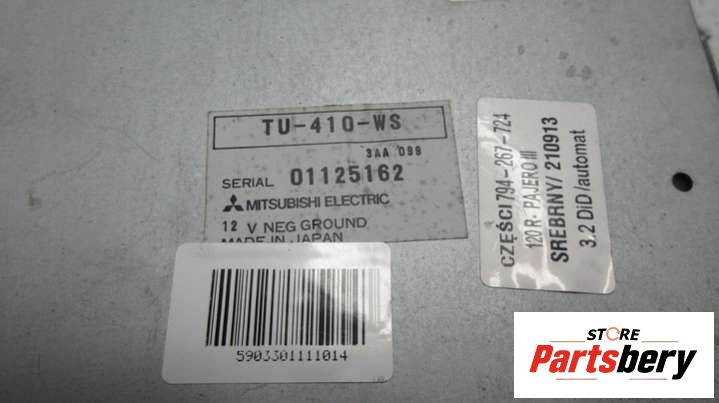 TU-410-WS
3AA 099
SERIAL 01125162
MITSUBISHI ELECTRIC
12 V NEG GROUND
MADE IN JAPAN
5903301111014
CZĘŚCI 794-267-724
120 R- PAJERO III
SREBRNY/ 210913
3.2 DiD /automat
STORE
Partsbery